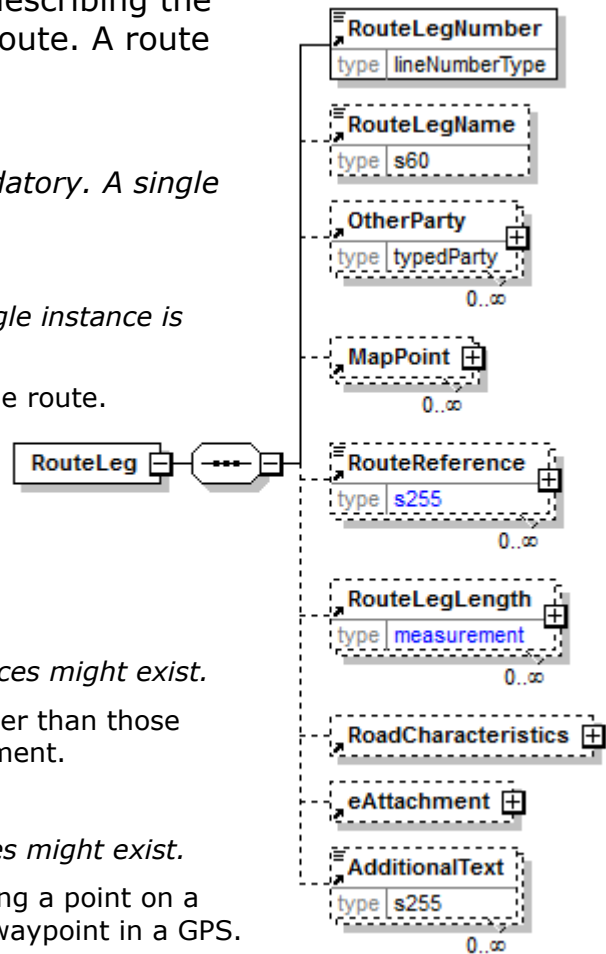 escribing the
oute. A route
datory. A single
gle instance is
e route.
ces might exist.
er than those
ment.
es might exist.
ng a point on a
waypoint in a GPS.
RouteLeg
RouteLegNumber
type lineNumberType
RouteLegName
type s60
OtherParty
type typedParty
0..∞
MapPoint
0..∞
RouteReference
type s255
0..∞
RouteLegLength
type measurement
0..∞
RoadCharacteristics
eAttachment
AdditionalText
type s255
0..∞